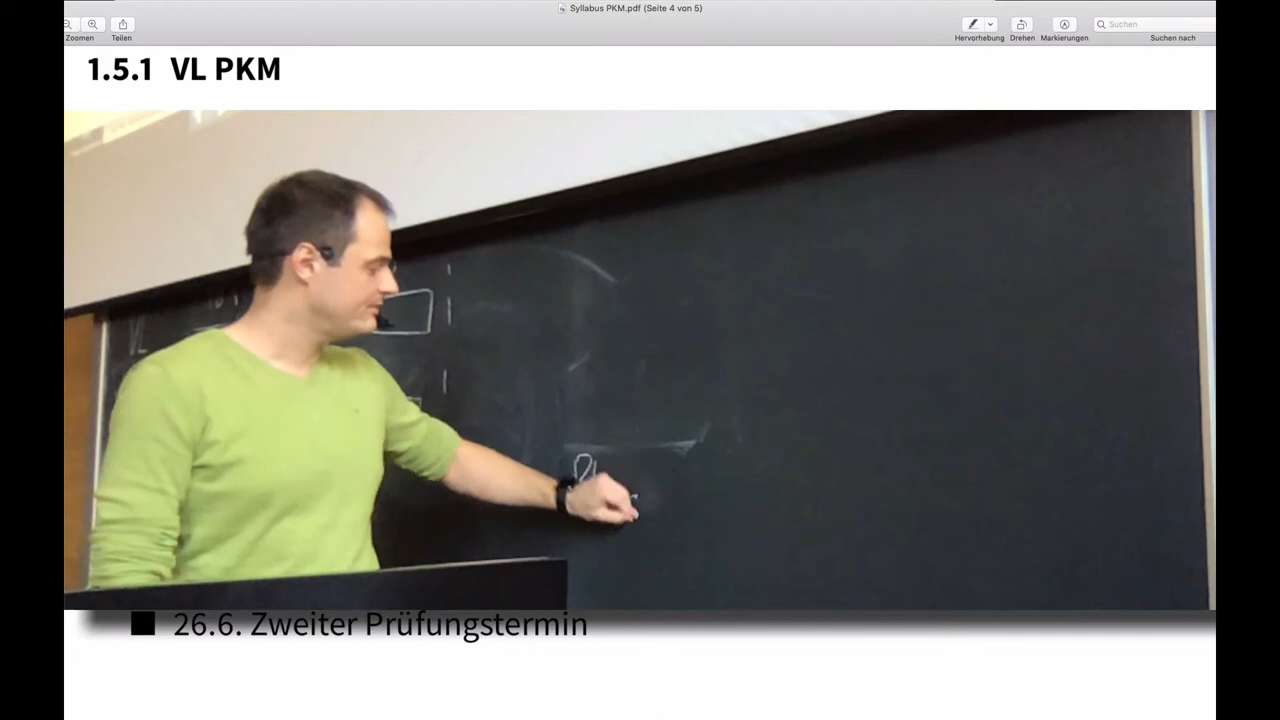 Syllabus PKM.pdf (Seite 4 von 5)
Zoomen
Teilen
Hervorhebung
Drehen
Markierungen
Suchen
Suchen nach
1.5.1 VL PKM
■ 26.6. Zweiter Prüfungstermin